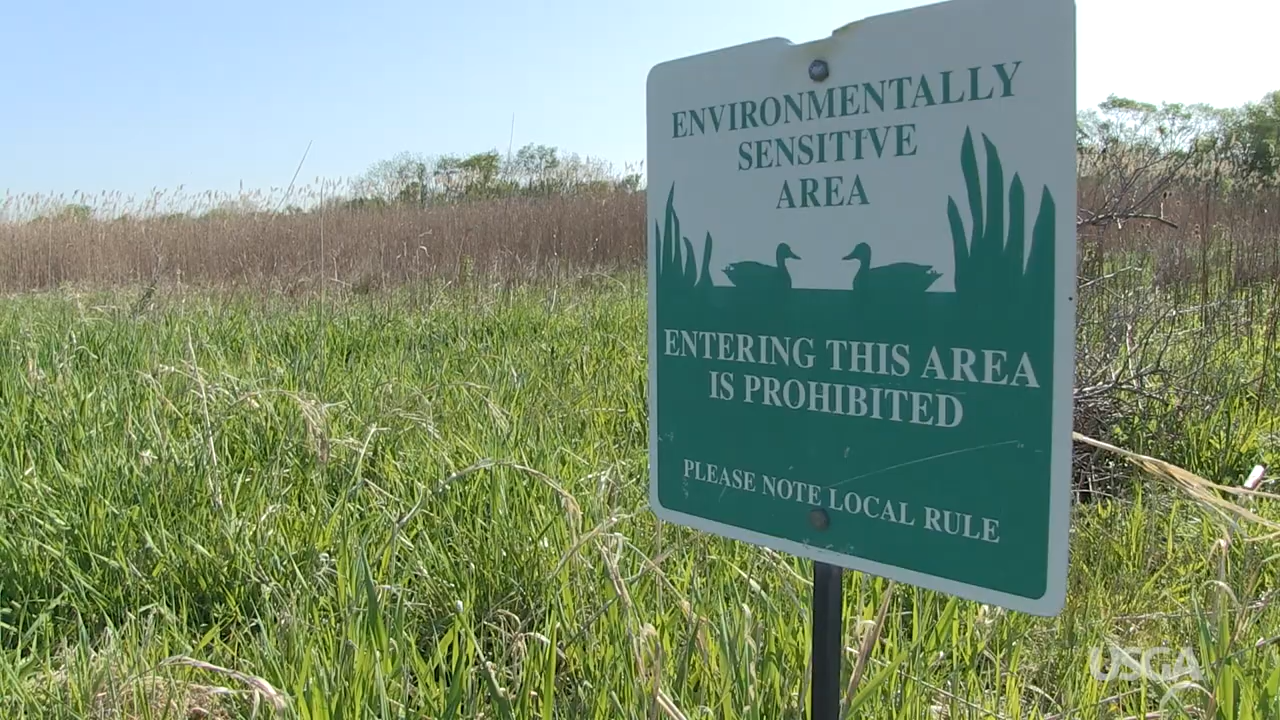 ENVIRONMENTALLY
SENSITIVE
AREA
ENTERING THIS AREA
IS PROHIBITED
PLEASE NOTE LOCAL RULE
USGA